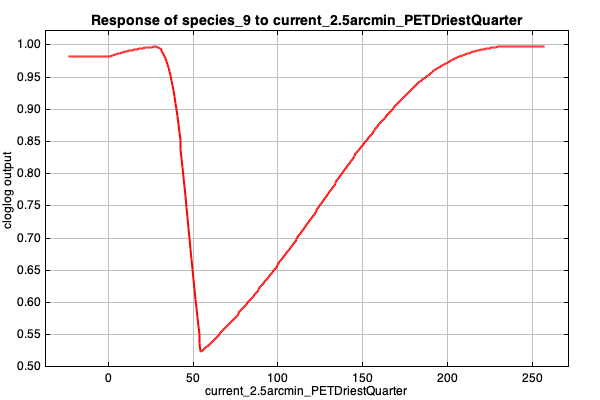 Response of species_9 to current_2.5arcmin_PETDriestQuarter
cloglog output
1.00
0.95
0.90
0.85
0.80
0.75
0.70
0.65
0.60
0.55
0.50
0 50 100 150 200 250
current_2.5arcmin_PETDriestQuarter